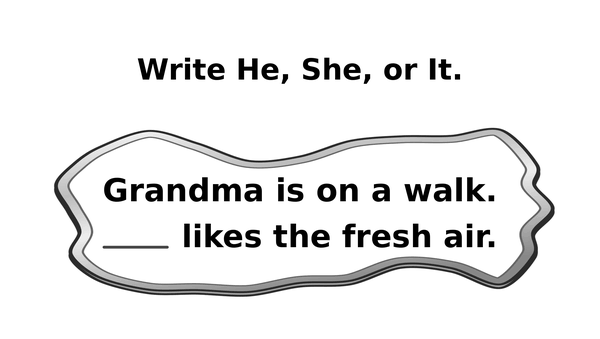 Write He, She, or It.
Grandma is on a walk.
____ likes the fresh air.